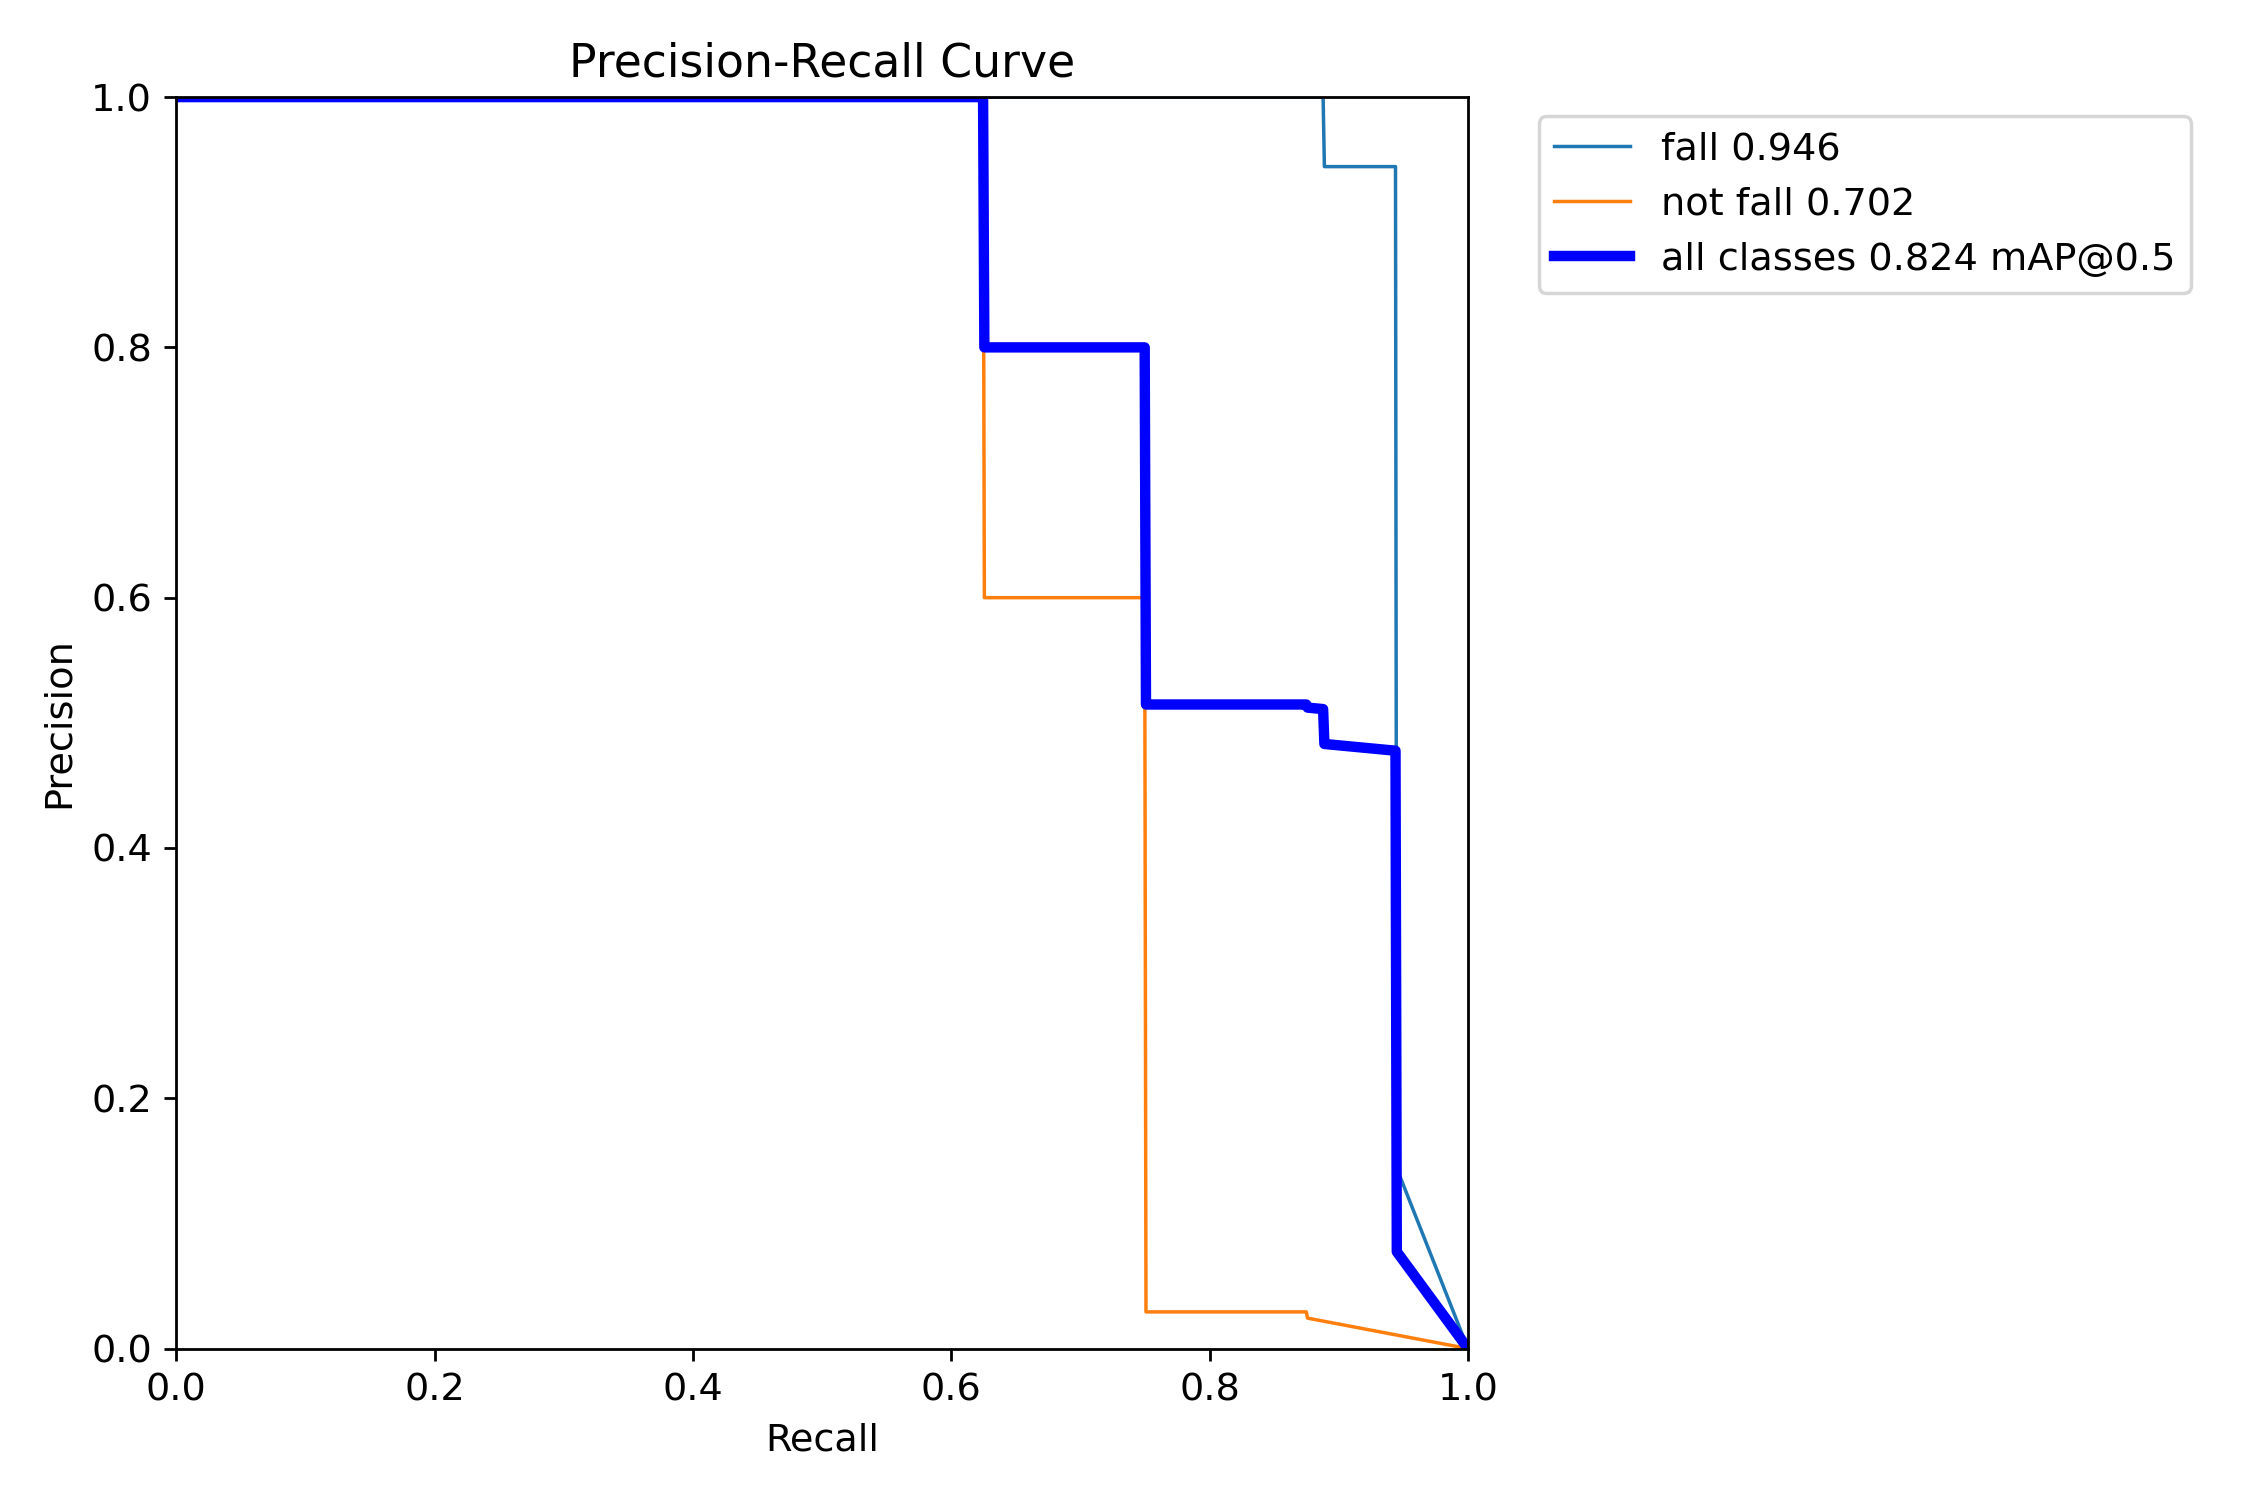 Precision-Recall Curve
1.0
0.8
0.6
0.4
0.2
0.0
Precision
0.0 0.2 0.4 0.6 0.8 1.0
Recall
fall 0.946
not fall 0.702
all classes 0.824 mAP@0.5